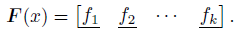 F(x) = [f₁ f₂ ⋯ fₖ] .